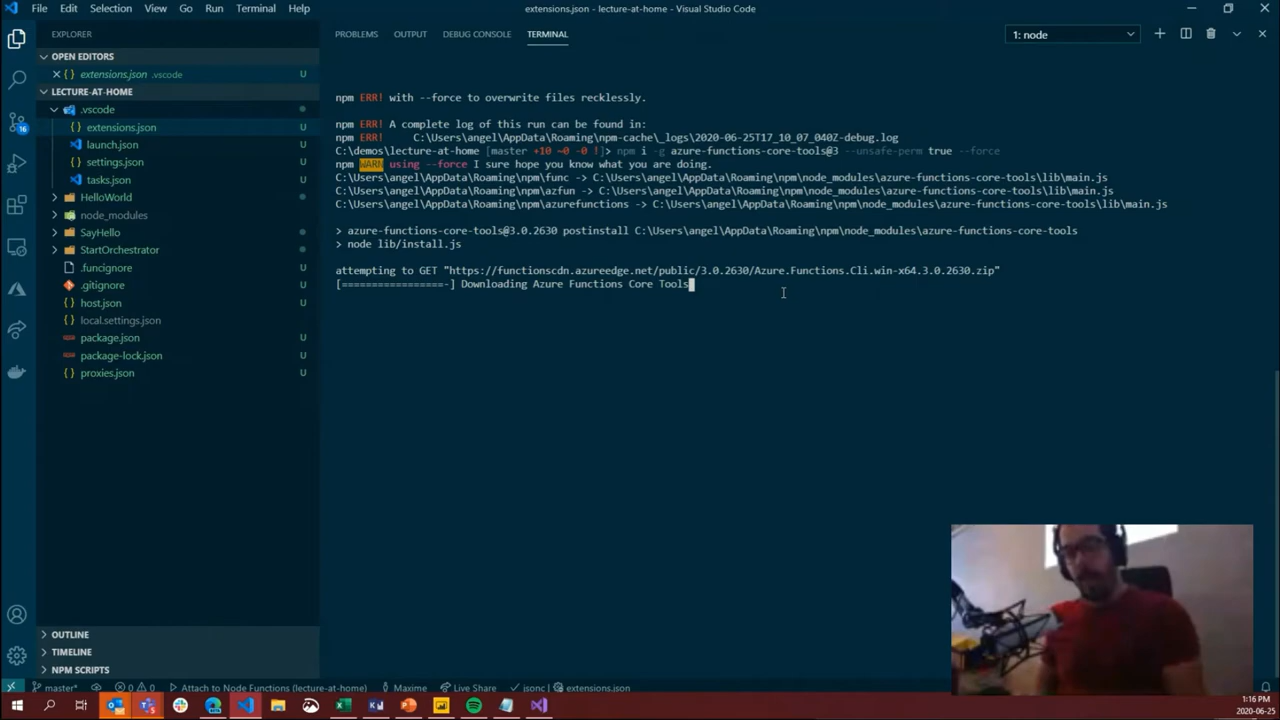 File Edit Selection View Go Run Terminal Help
extensions.json - lecture-at-home - Visual Studio Code
EXPLORER
OPEN EDITORS
extensions.json .vscode U
LECTURE-AT-HOME
.vscode
extensions.json U
launch.json U
settings.json U
tasks.json U
HelloWorld
node_modules
SayHello
StartOrchestrator
.funcignore U
.gitignore U
host.json U
local.settings.json
package.json U
package-lock.json U
proxies.json U
OUTLINE
TIMELINE
NPM SCRIPTS
16
PROBLEMS OUTPUT DEBUG CONSOLE TERMINAL
1: node
npm ERR! with --force to overwrite files recklessly.
npm ERR! A complete log of this run can be found in:
npm ERR!     C:\Users\angel\AppData\Roaming\npm-cache\_logs\2020-06-25T17_10_07_040Z-debug.log
C:\demos\lecture-at-home [master +10 ~0 -0 !]> npm i -g azure-functions-core-tools@3 --unsafe-perm true --force
npm WARN using --force I sure hope you know what you are doing.
C:\Users\angel\AppData\Roaming\npm\func -> C:\Users\angel\AppData\Roaming\npm\node_modules\azure-functions-core-tools\lib\main.js
C:\Users\angel\AppData\Roaming\npm\azfun -> C:\Users\angel\AppData\Roaming\npm\node_modules\azure-functions-core-tools\lib\main.js
C:\Users\angel\AppData\Roaming\npm\azurefunctions -> C:\Users\angel\AppData\Roaming\npm\node_modules\azure-functions-core-tools\lib\main.js
> azure-functions-core-tools@3.0.2630 postinstall C:\Users\angel\AppData\Roaming\npm\node_modules\azure-functions-core-tools
> node lib/install.js
attempting to GET "https://functionscdn.azureedge.net/public/3.0.2630/Azure.Functions.Cli.win-x64.3.0.2630.zip"
[=================-] Downloading Azure Functions Core Tools
master* 0 0 Attach to Node Functions (lecture-at-home) Maxime Live Share jsonc extensions.json
1:16 PM
2020-06-25